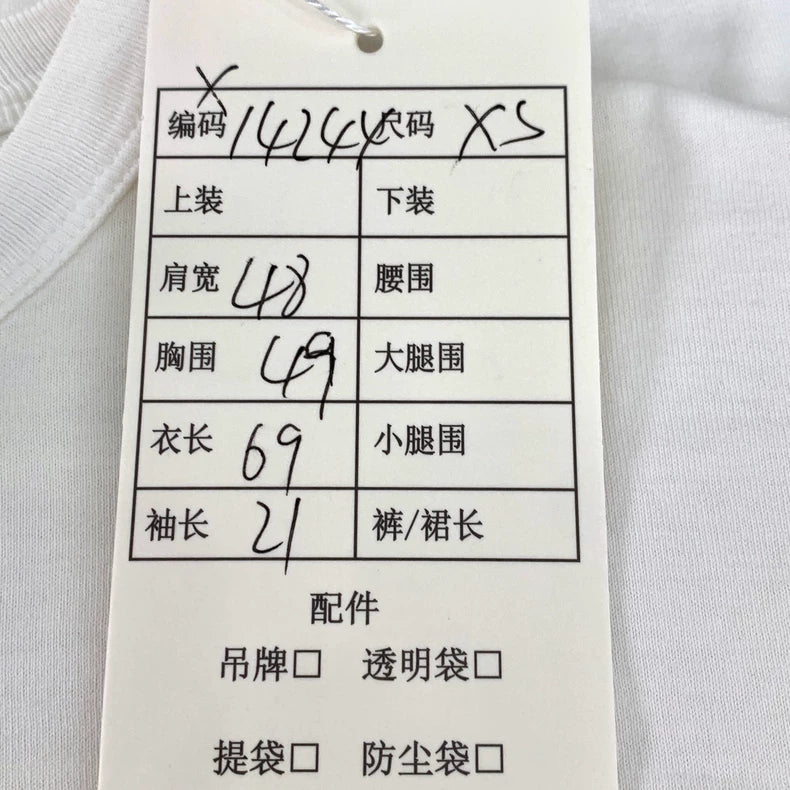 X
编码 14244 尺码 XS
上装 下装
肩宽 48 腰围
胸围 49 大腿围
衣长 69 小腿围
袖长 21 裤/裙长
配件
吊牌□ 透明袋□
提袋□ 防尘袋□